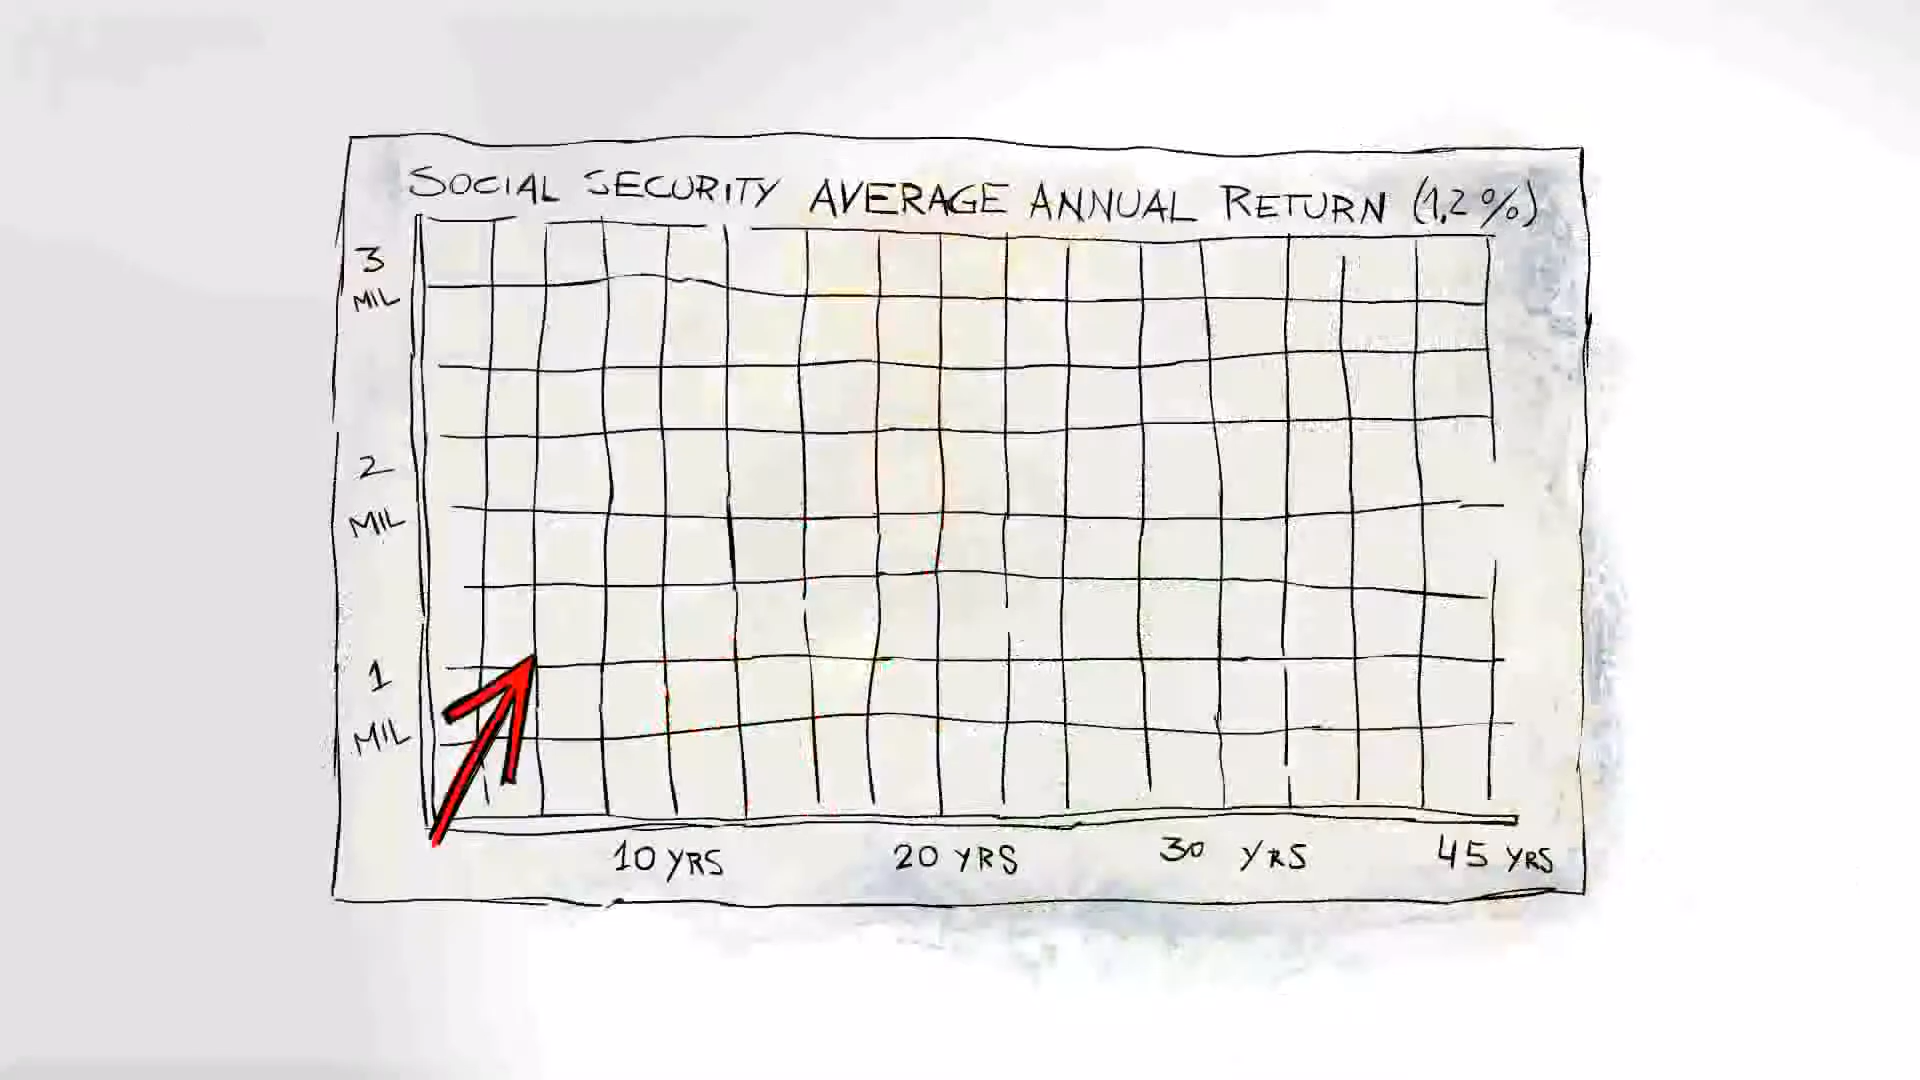 SOCIAL SECURITY AVERAGE ANNUAL RETURN (1,2%)
3
MIL
2
MIL
1
MIL
10 YRS 20 YRS 30 YRS 45 YRS